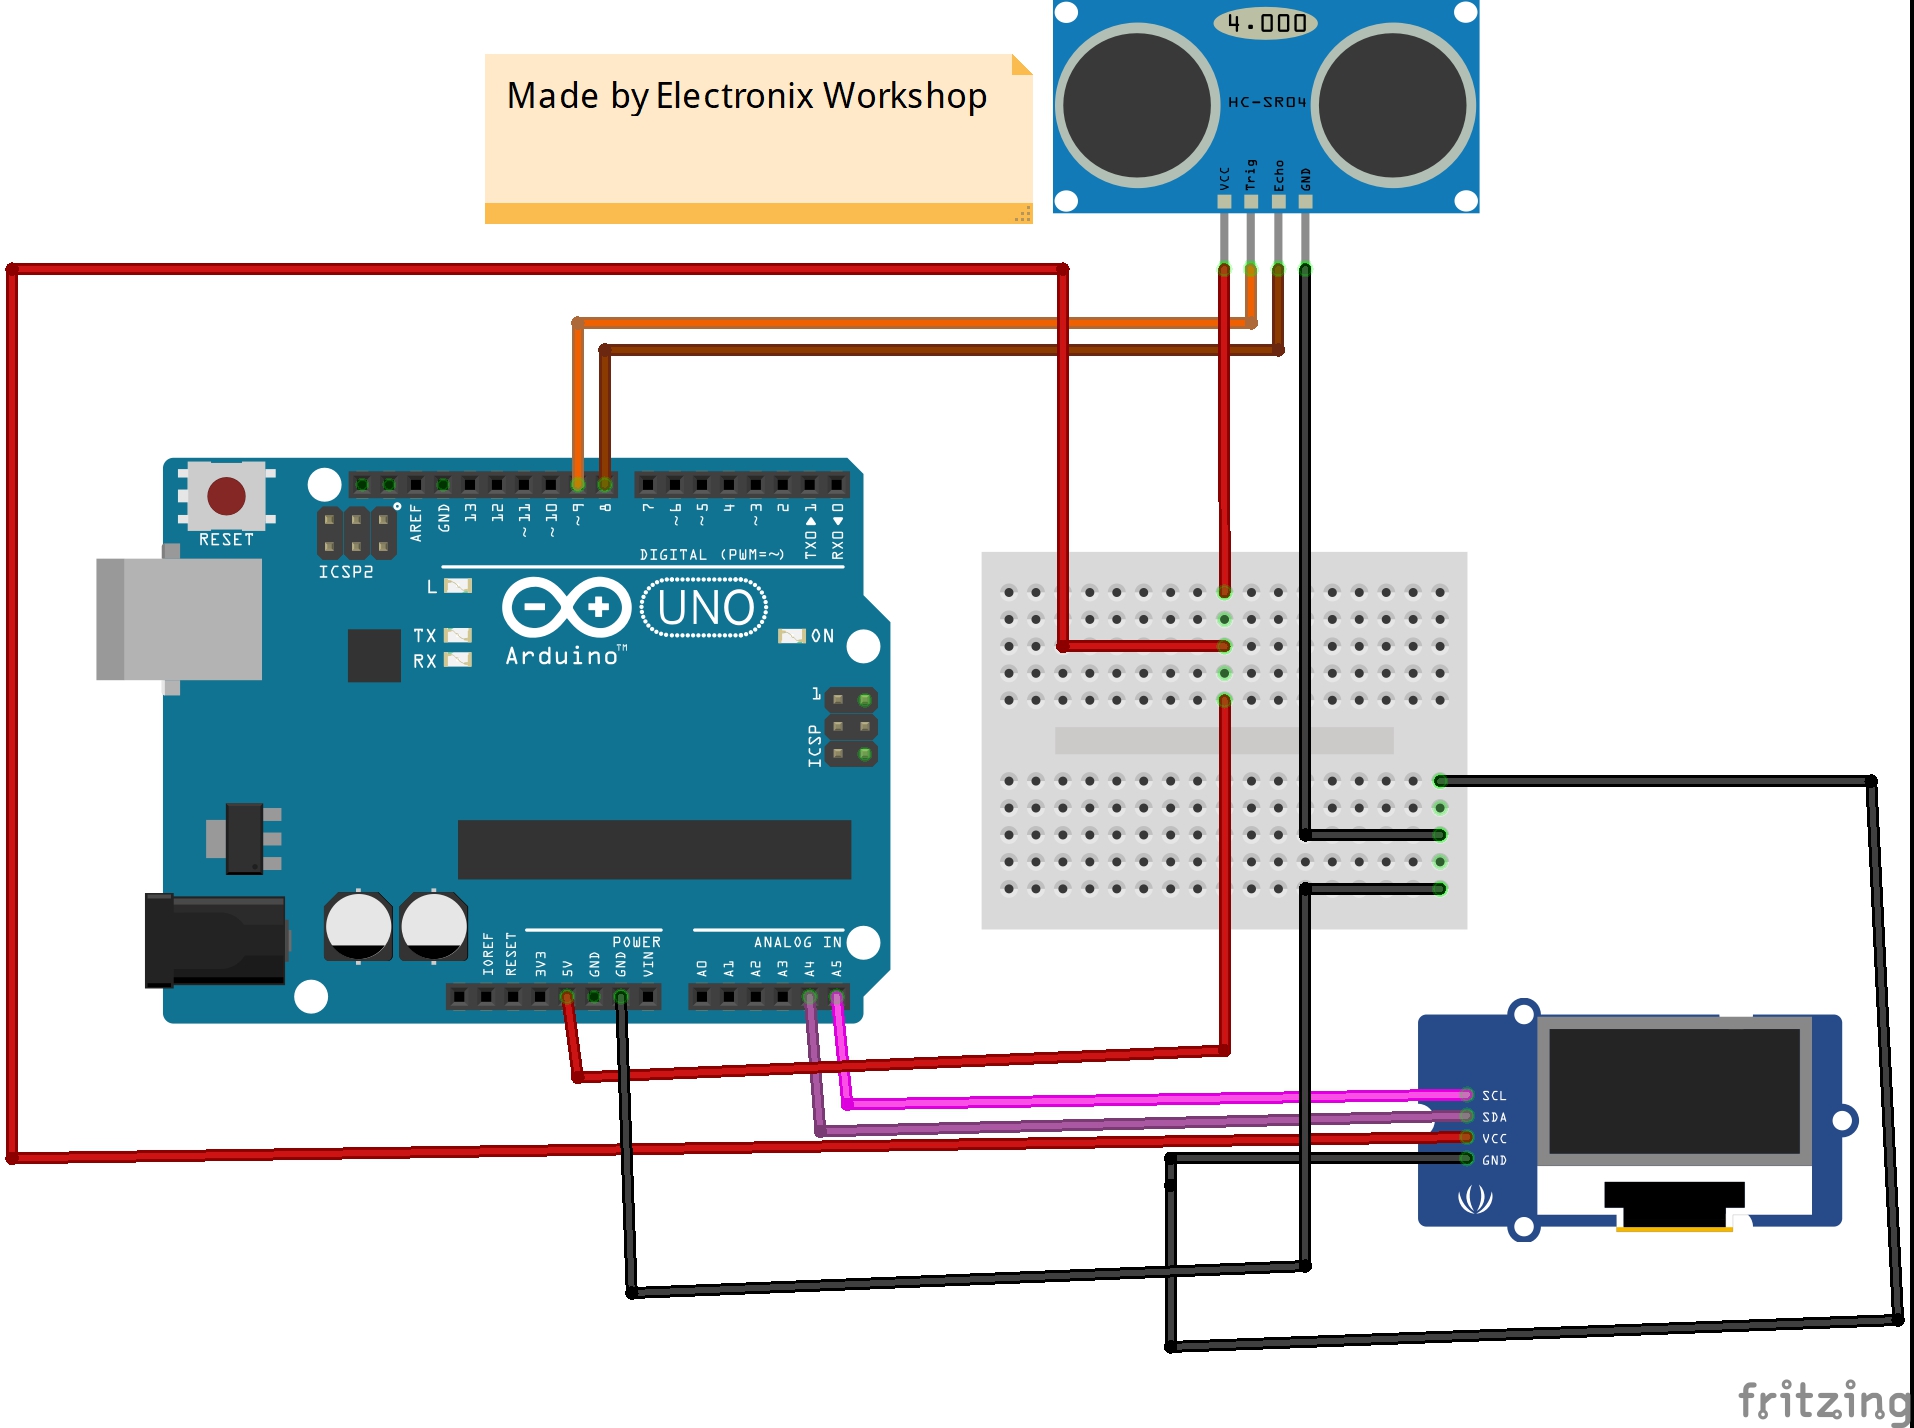 4.000
Made by Electronix Workshop
HC-SR04
VCC
Trig
Echo
GND
RESET
ICSP2
AREF
GND
13
12
~11
~10
~9
8
7
~6
~5
4
~3
2
TXO▶1
RXO◀0
DIGITAL (PWM=~)
L
TX
RX
UNO
ON
Arduino™
1
ICSP
POWER
ANALOG IN
IOREF
RESET
3V3
5V
GND
GND
VIN
A0
A1
A2
A3
A4
A5
SCL
SDA
VCC
GND
fritzing